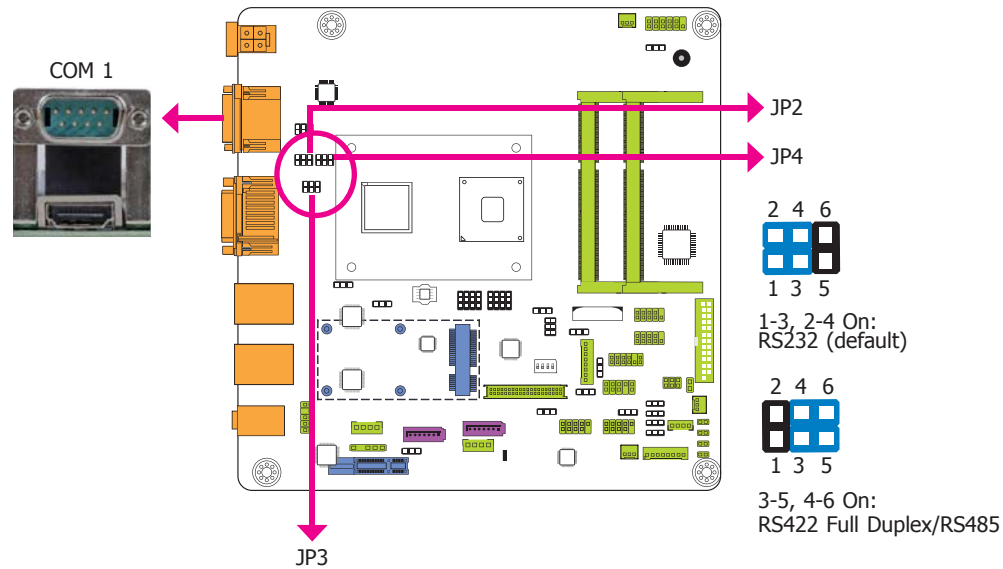 COM 1
JP2
JP4
JP3
2 4 6
1 3 5
1-3, 2-4 On:
RS232 (default)
2 4 6
1 3 5
3-5, 4-6 On:
RS422 Full Duplex/RS485